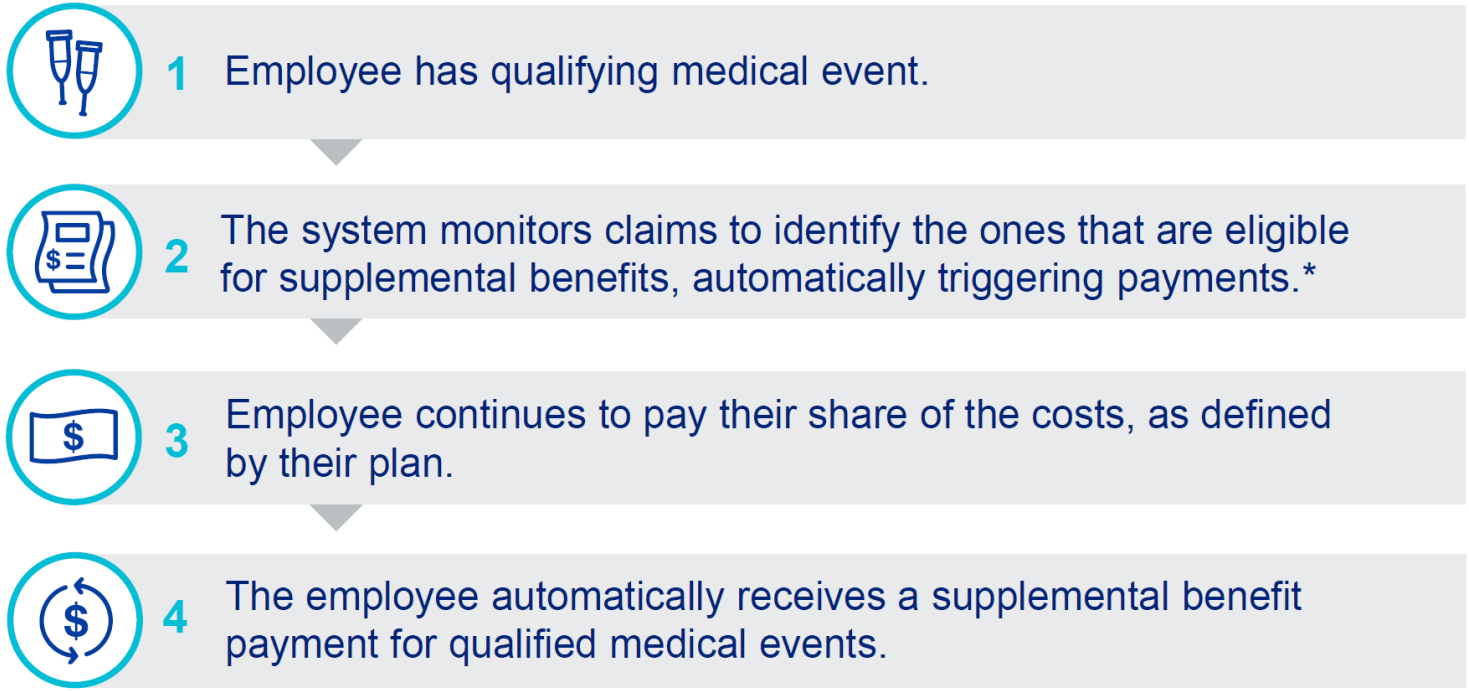 1 Employee has qualifying medical event.
$
2 The system monitors claims to identify the ones that are eligible
for supplemental benefits, automatically triggering payments.*
$
3 Employee continues to pay their share of the costs, as defined
by their plan.
$
4 The employee automatically receives a supplemental benefit
payment for qualified medical events.